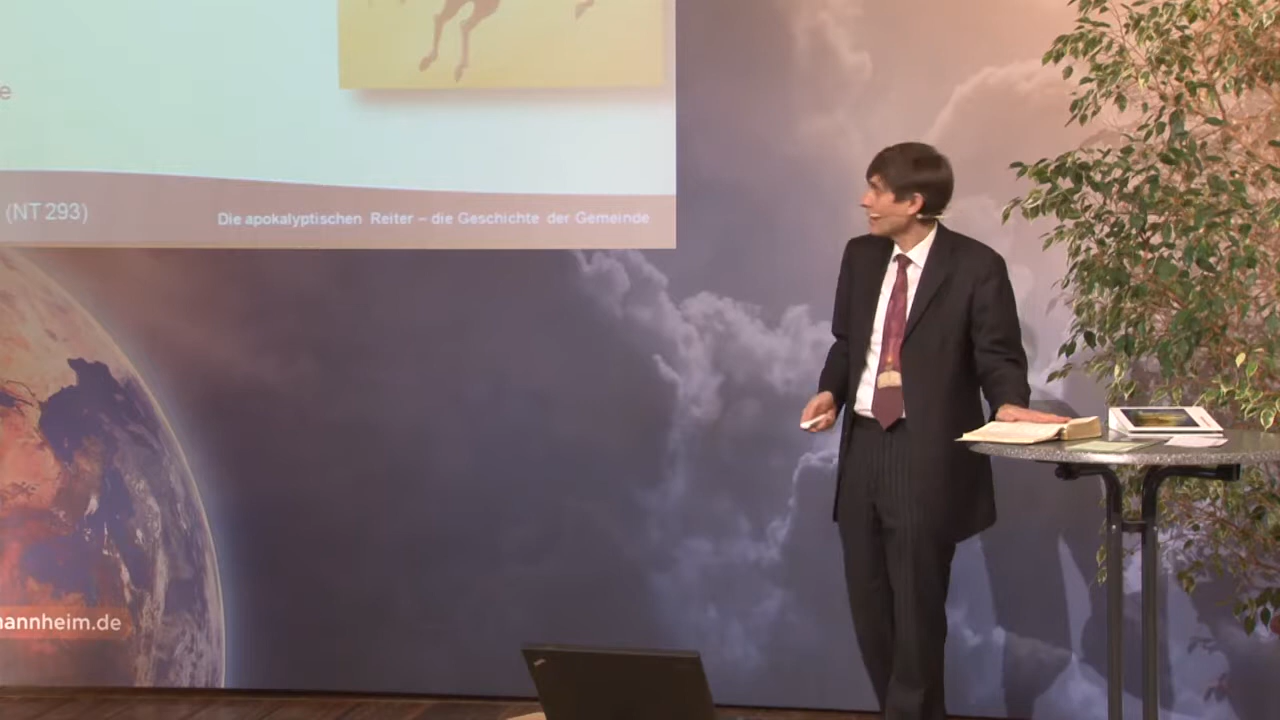 e
(NT 293)
Die apokalyptischen Reiter – die Geschichte der Gemeinde
annheim.de